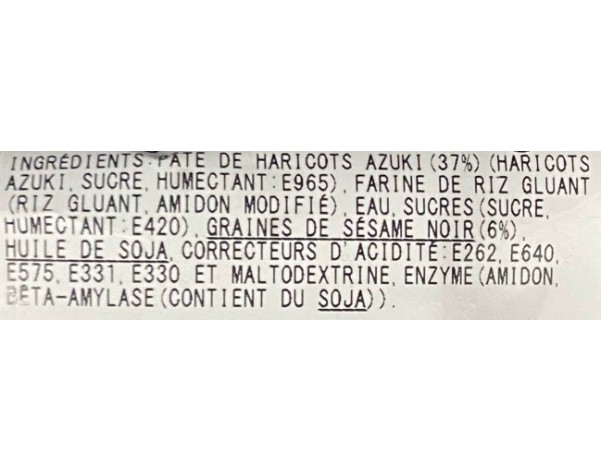 INGRÉDIENTS:PÂTE DE HARICOTS AZUKI (37%) (HARICOTS
AZUKI, SUCRE, HUMECTANT:E965), FARINE DE RIZ GLUANT
(RIZ GLUANT, AMIDON MODIFIÉ), EAU, SUCRES (SUCRE,
HUMECTANT:E420), GRAINES DE SÉSAME NOIR (6%),
HUILE DE SOJA, CORRECTEURS D'ACIDITÉ:E262, E640,
E575, E331, E330 ET MALTODEXTRINE, ENZYME (AMIDON,
BÊTA-AMYLASE (CONTIENT DU SOJA)).